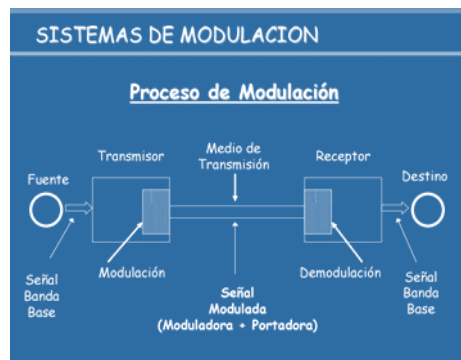 SISTEMAS DE MODULACION
Proceso de Modulación
Medio de
Transmisión
Transmisor
Receptor
Fuente
Destino
Señal
Banda
Base
Modulación
Señal
Modulada
(Moduladora + Portadora)
Demodulación
Señal
Banda
Base